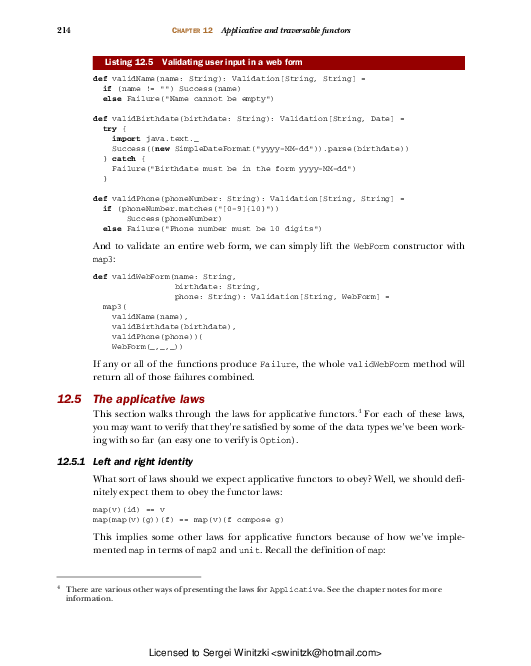 214
CHAPTER 12 Applicative and traversable functors
Listing 12.5 Validating user input in a web form
def validName(name: String): Validation[String, String] =
if (name != "") Success(name)
else Failure("Name cannot be empty")
def validBirthdate(birthdate: String): Validation[String, Date] =
try {
import java.text._
Success((new SimpleDateFormat("yyyy-MM-dd")).parse(birthdate))
} catch {
Failure("Birthdate must be in the form yyyy-MM-dd")
}
def validPhone(phoneNumber: String): Validation[String, String] =
if (phoneNumber.matches("[0-9]{10}"))
Success(phoneNumber)
else Failure("Phone number must be 10 digits")
And to validate an entire web form, we can simply lift the WebForm constructor with
map3:
def validWebForm(name: String,
birthdate: String,
phone: String): Validation[String, WebForm] =
map3(
validName(name),
validBirthdate(birthdate),
validPhone(phone))(
WebForm(_,_,_))
If any or all of the functions produce Failure, the whole validWebForm method will
return all of those failures combined.
12.5 The applicative laws
This section walks through the laws for applicative functors.4 For each of these laws,
you may want to verify that they're satisfied by some of the data types we've been work-
ing with so far (an easy one to verify is Option).
12.5.1 Left and right identity
What sort of laws should we expect applicative functors to obey? Well, we should defi-
nitely expect them to obey the functor laws:
map(v)(id) == v
map(map(v)(g))(f) == map(v)(f compose g)
This implies some other laws for applicative functors because of how we've imple-
mented map in terms of map2 and unit. Recall the definition of map:
4 There are various other ways of presenting the laws for Applicative. See the chapter notes for more
information.
Licensed to Sergei Winitzki <swinitzk@hotmail.com>